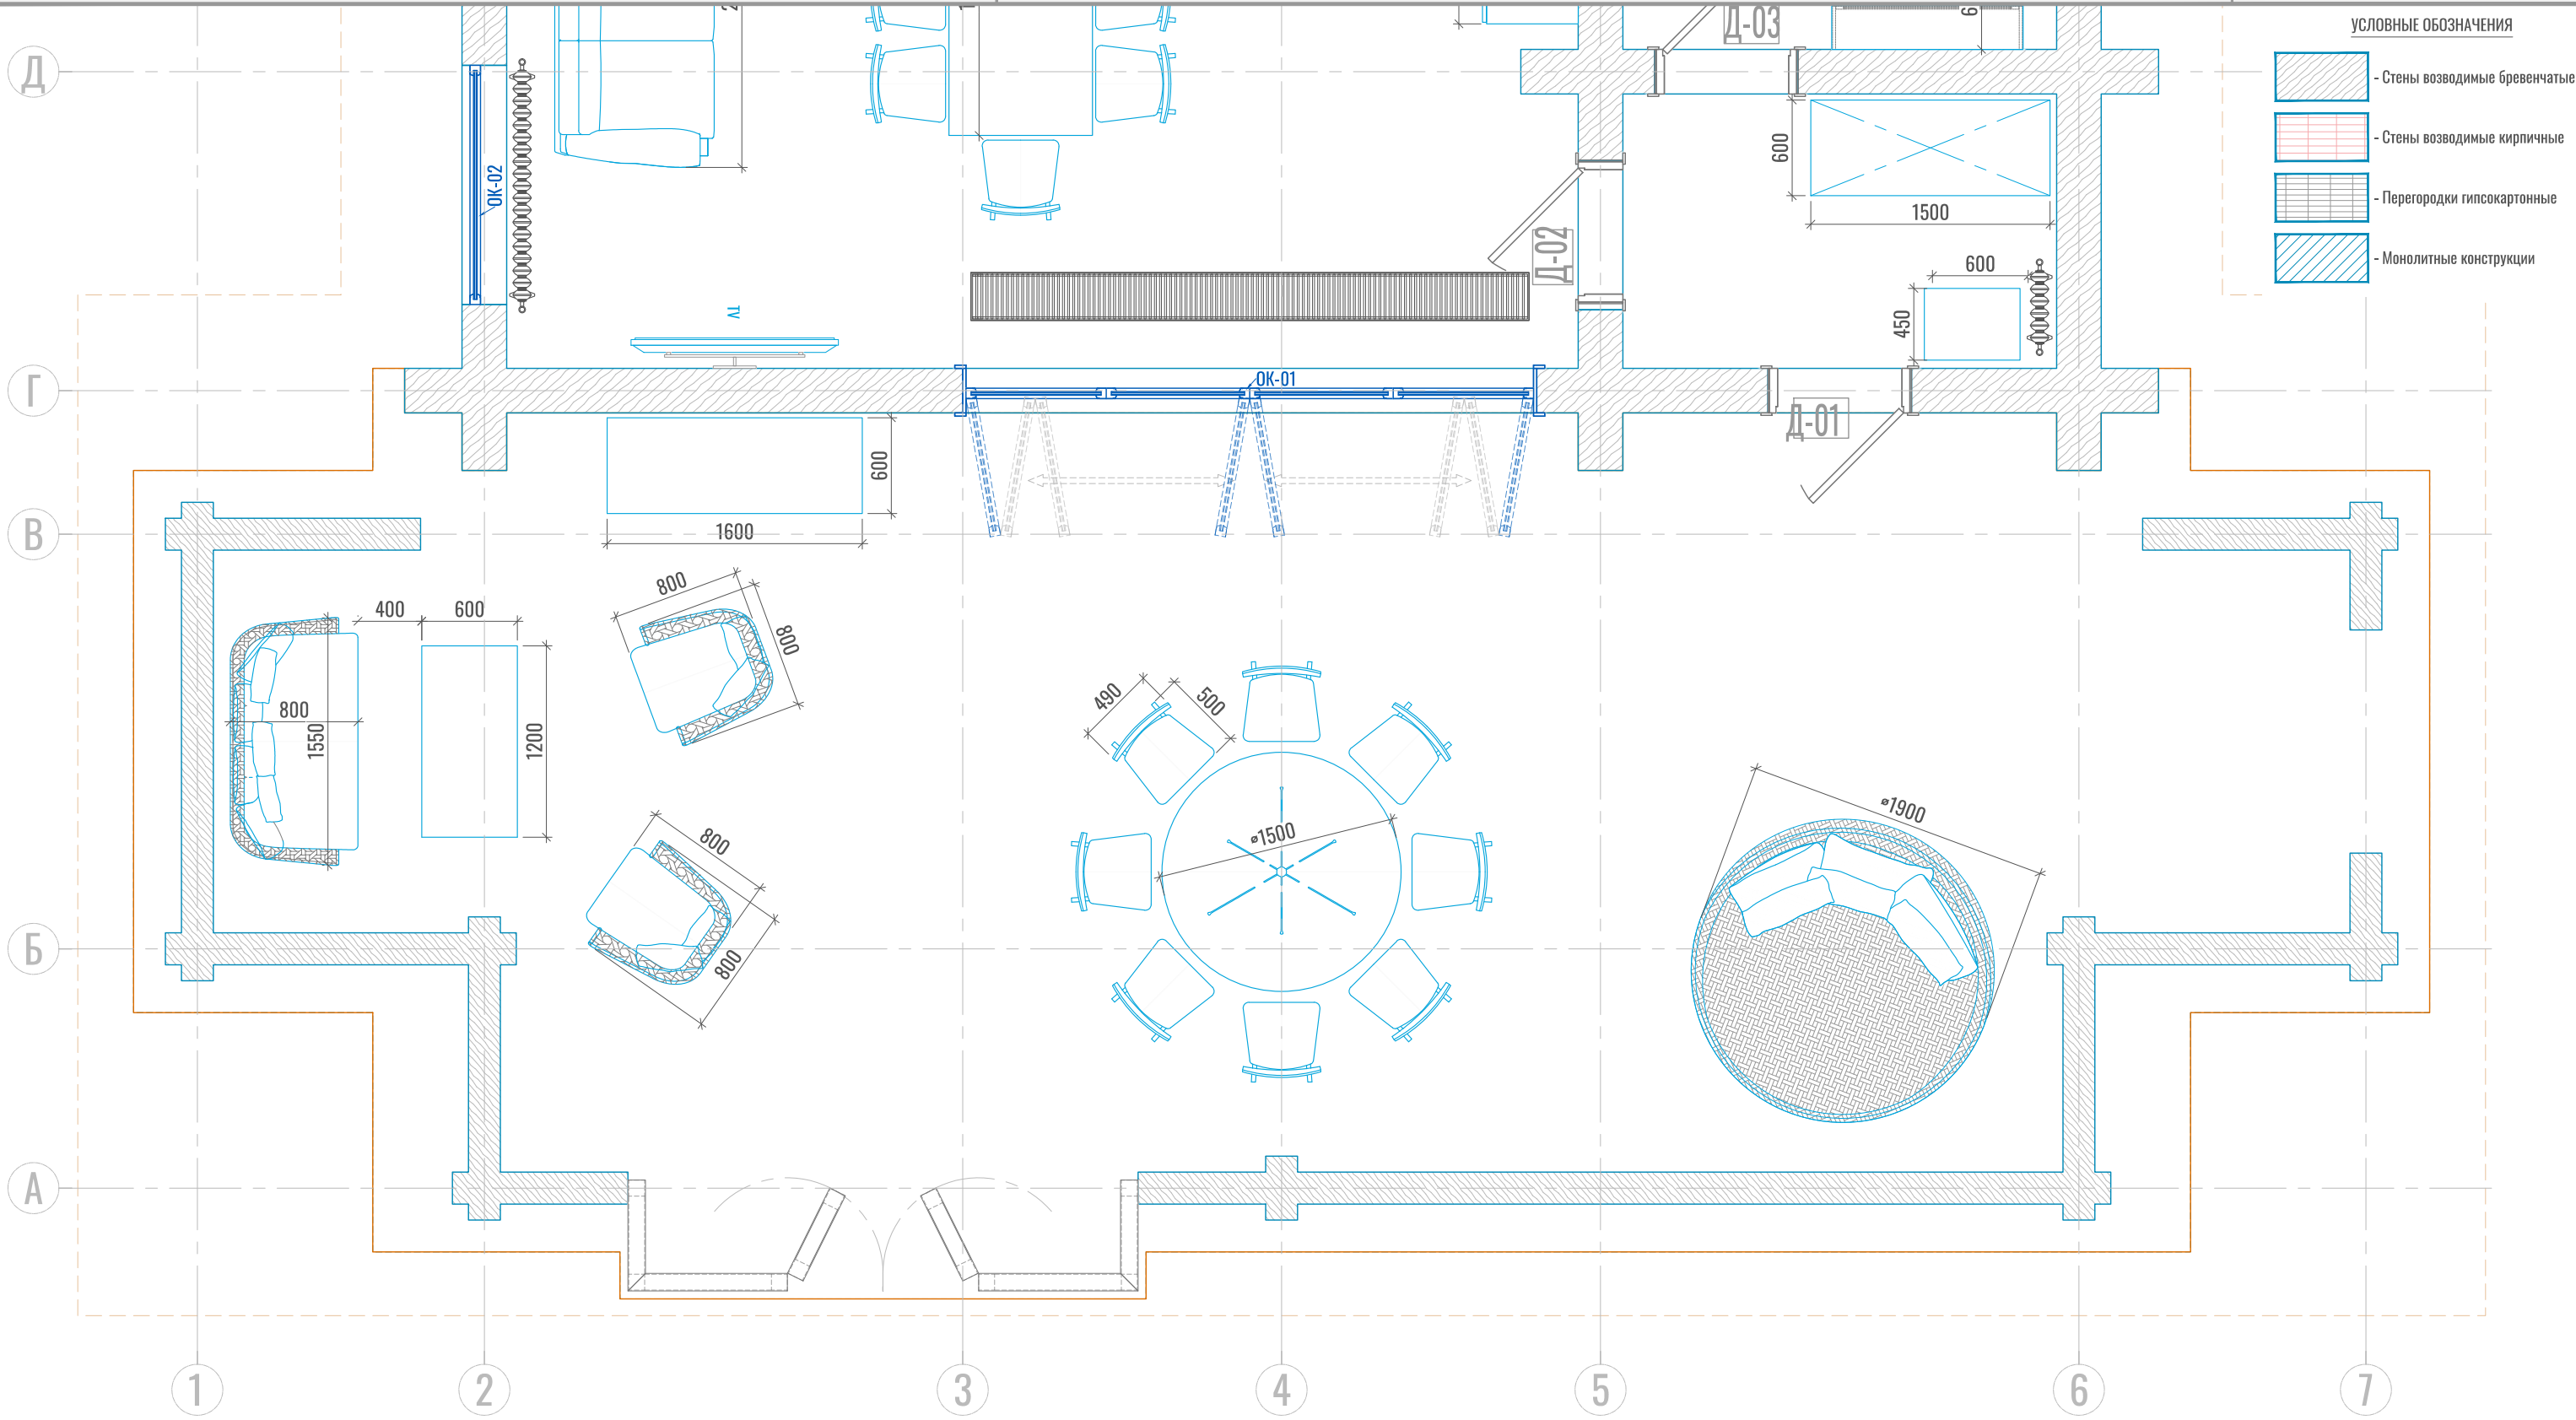 УСЛОВНЫЕ ОБОЗНАЧЕНИЯ
- Стены возводимые бревенчатые
- Стены возводимые кирпичные
- Перегородки гипсокартонные
- Монолитные конструкции
Д-03
Д
ОК-02
600
1500
Д-02
600
450
TV
Г
ОК-01
Д-01
600
1600
В
800
800
400
600
800
1550
1200
490
500
⌀1500
⌀1900
800
800
Б
А
1
2
3
4
5
6
7